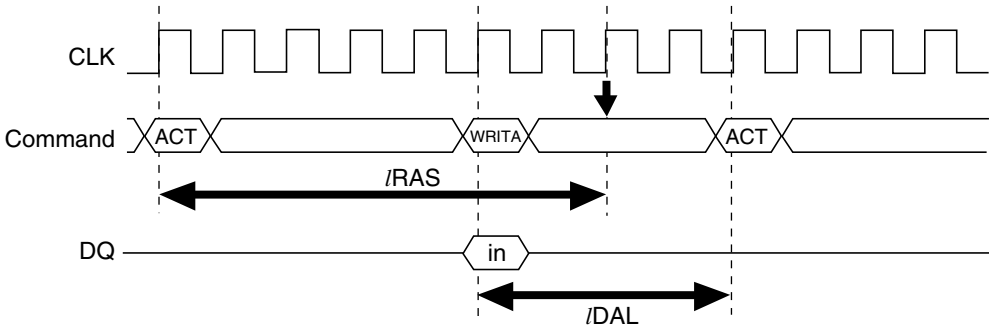 CLK
Command ACT WRITA ACT
lRAS
DQ in
lDAL